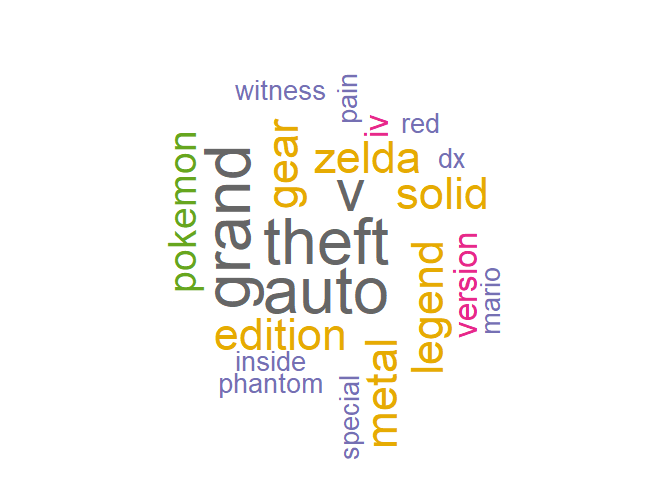 witness
pain
iv
red
gear
zelda
dx
pokemon
grand
v
solid
theft
auto
legend
version
mario
edition
inside
phantom
metal
special